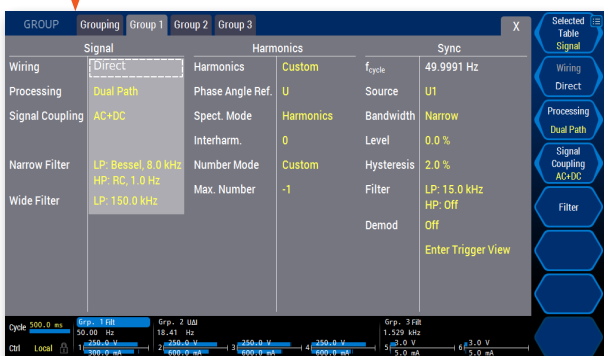 GROUP Grouping Group 1 Group 2 Group 3 X
Signal Harmonics Sync
Wiring Direct Harmonics Custom fcycle 49.9991 Hz
Processing Dual Path Phase Angle Ref. U Source U1
Signal Coupling AC+DC Spect. Mode Harmonics Bandwidth Narrow
Interharm. 0 Level 0.0 %
Narrow Filter LP: Bessel, 8.0 kHz Number Mode Custom Hysteresis 2.0 %
HP: RC, 1.0 Hz
Max. Number -1 Filter LP: 15.0 kHz
Wide Filter LP: 150.0 kHz HP: Off
Demod Off
Enter Trigger View
Selected
Table
Signal
Wiring
Direct
Processing
Dual Path
Signal
Coupling
AC+DC
Filter
Cycle 500.0 ms Grp. 1 Filt Grp. 2 UΔI Grp. 3 Filt
50.00 Hz 18.41 Hz 1.529 kHz
Ctrl Local 1 250.0 V 2 250.0 V 3 250.0 V 4 250.0 V 5 3.0 V 6 3.0 V
300.0 mA 600.0 mA 600.0 mA 600.0 mA 5.0 mA 5.0 mA